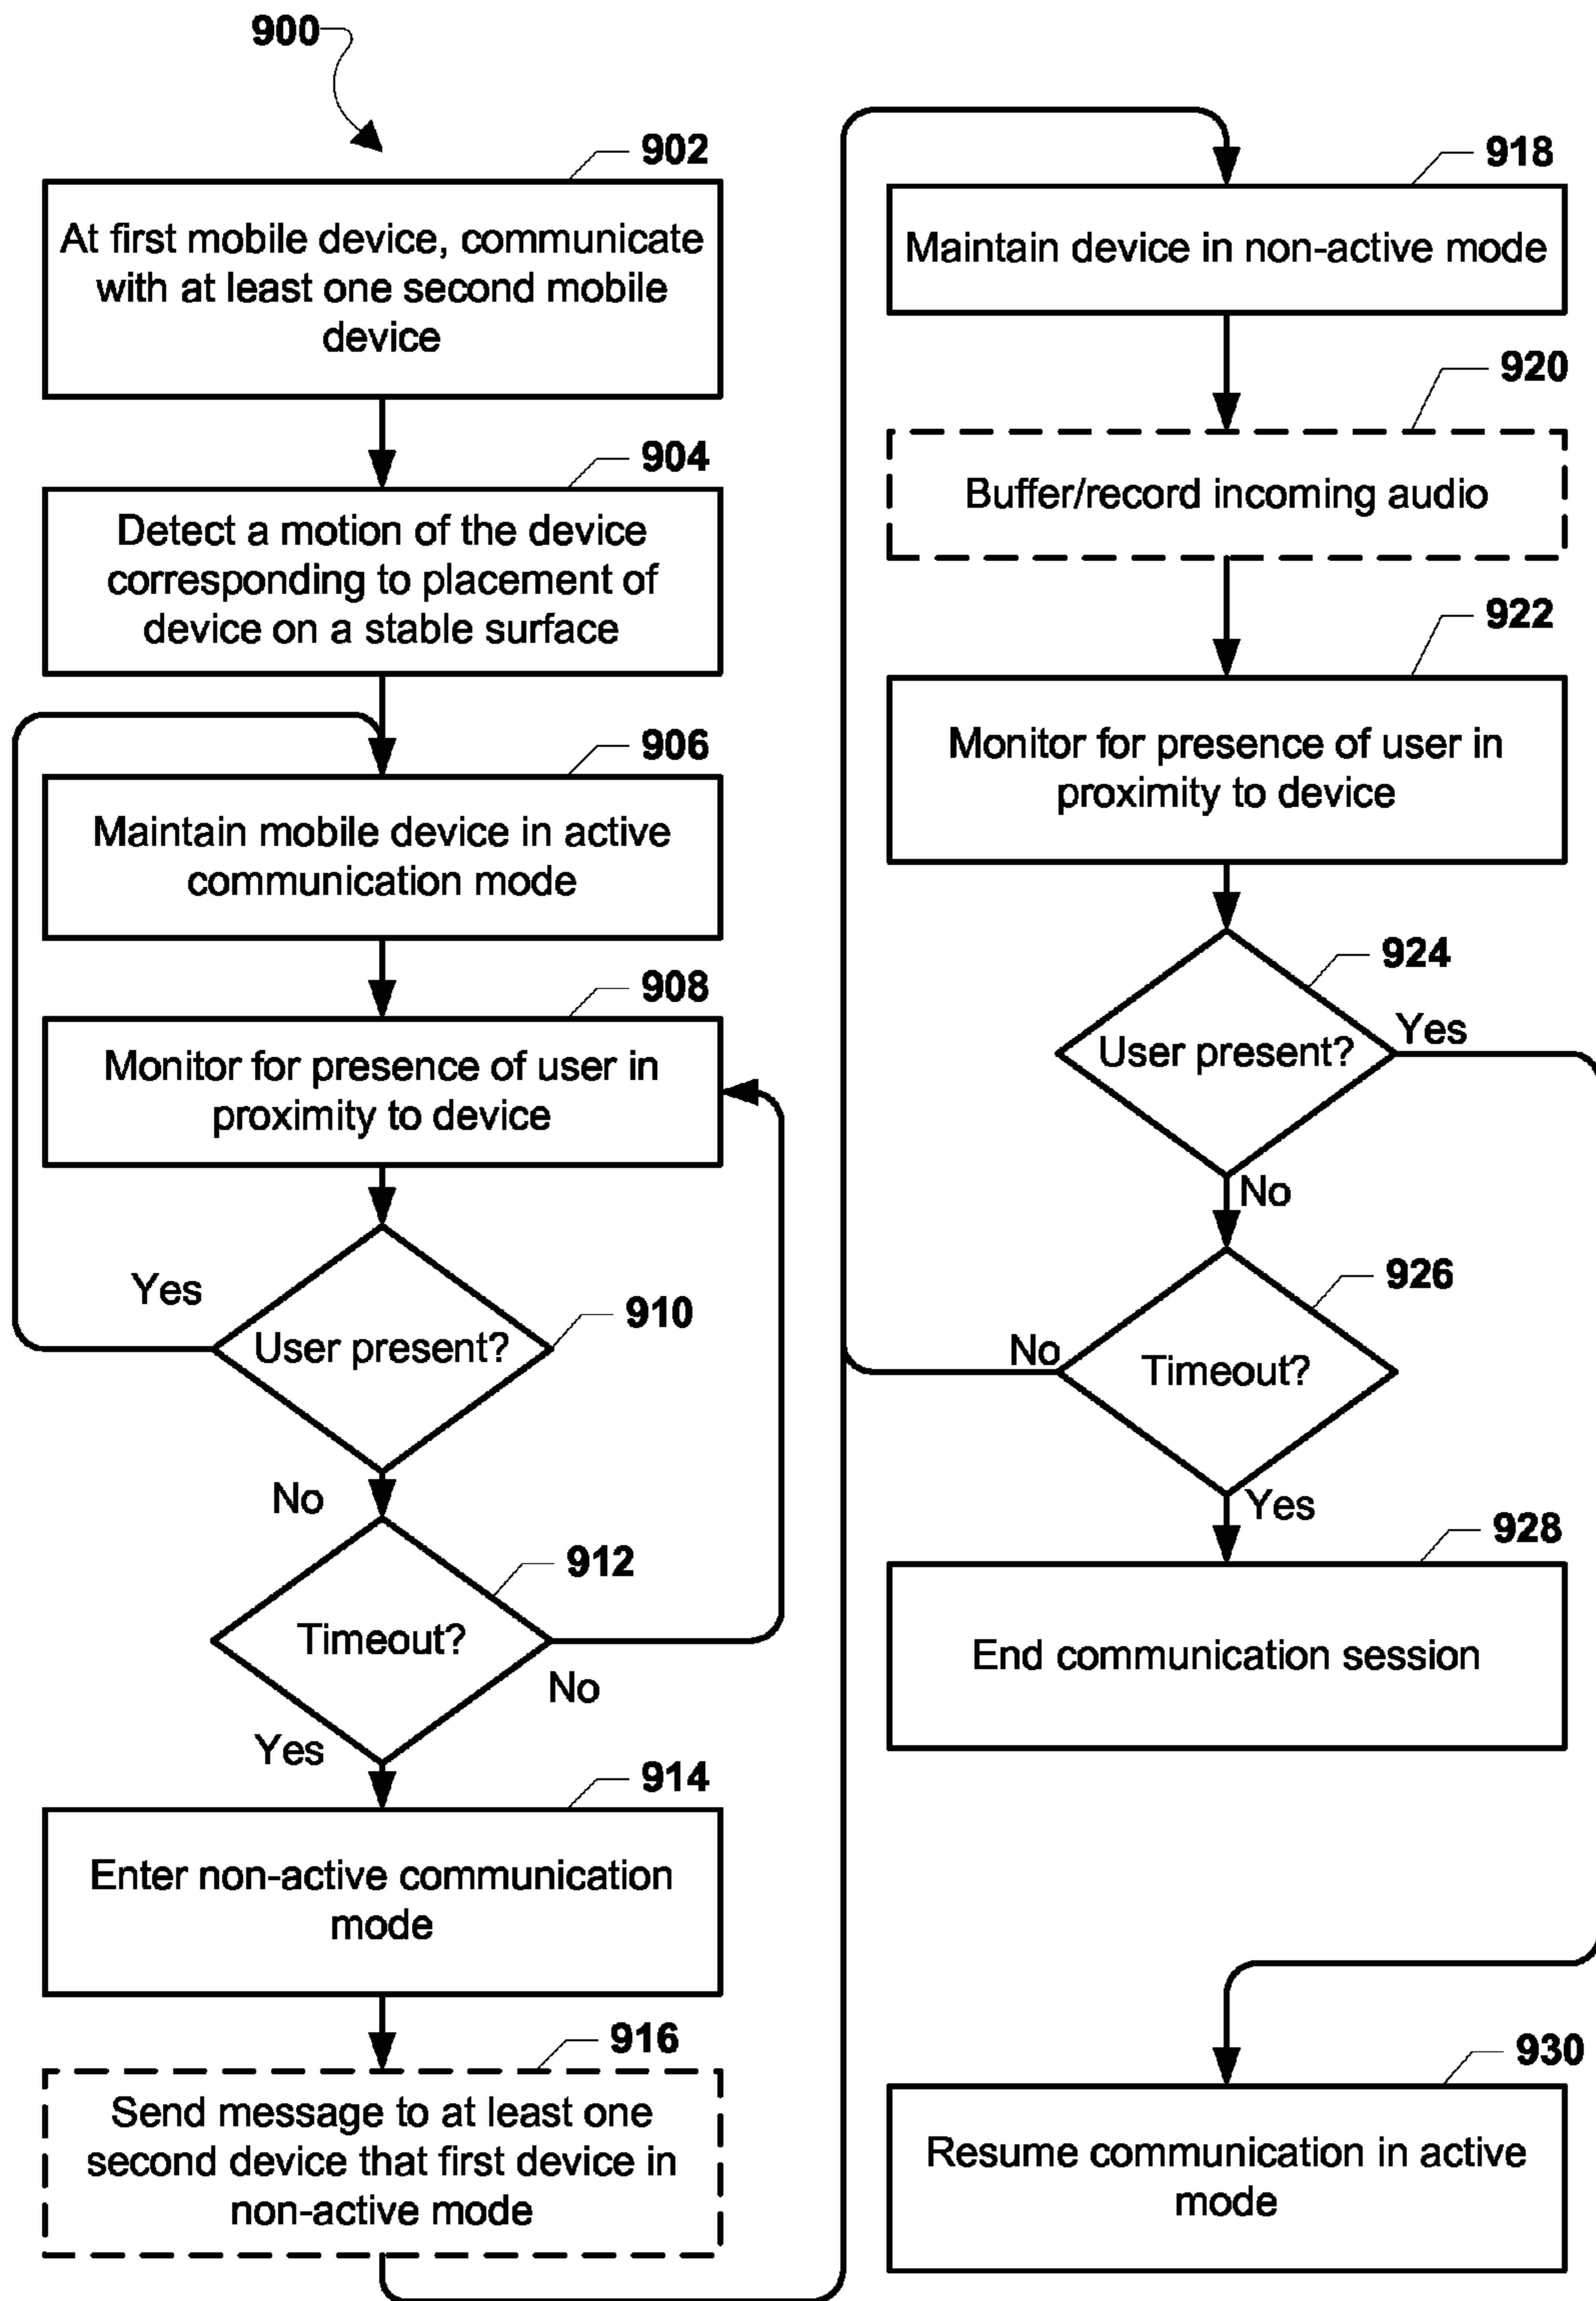 900
902
At first mobile device, communicate
with at least one second mobile
device
904
Detect a motion of the device
corresponding to placement of
device on a stable surface
906
Maintain mobile device in active
communication mode
908
Monitor for presence of user in
proximity to device
Yes
User present?
910
No
912
Timeout?
No
Yes
914
Enter non-active communication
mode
916
Send message to at least one
second device that first device in
non-active mode
918
Maintain device in non-active mode
920
Buffer/record incoming audio
922
Monitor for presence of user in
proximity to device
924
Yes
User present?
No
926
No
Timeout?
Yes
928
End communication session
930
Resume communication in active
mode